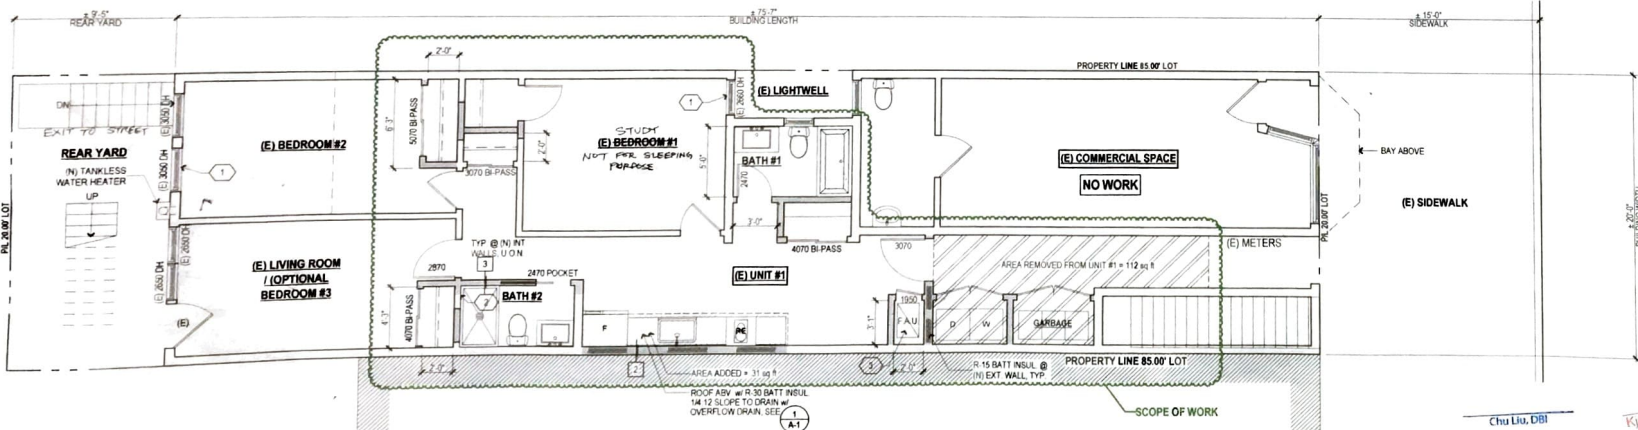 ± 9'-5"
REAR YARD
± 75'-7"
BUILDING LENGTH
± 15'-0"
SIDEWALK
PROPERTY LINE 85.00' LOT
2'-0"
DN
EXIT TO STREET
REAR YARD
(N) TANKLESS
WATER HEATER
UP
P/L 20.00' LOT
(E) 3050 DH
(E) 3050 DH
1
(E) BEDROOM #2
6'-3"
5070 BI-PASS
2'-0"
3070 BI-PASS
STUDY
(E) BEDROOM #1
NOT FOR SLEEPING
PURPOSE
1
(E) 2660 DH
(E) LIGHTWELL
5'-0"
BATH #1
2470
3'-0"
4070 BI-PASS
(E) COMMERCIAL SPACE
NO WORK
BAY ABOVE
(E) SIDEWALK
P/L 20.00' LOT
± 20'-0"
(E) METERS
(E) 2650 DH
(E) 2650 DH
(E)
(E) LIVING ROOM
/ (OPTIONAL
BEDROOM #3
TYP @ (N) INT
WALLS, U.O.N
3
2870
2470 POCKET
2
BATH #2
4'-3"
4070 BI-PASS
2'-0"
(E) UNIT #1
3070
AREA REMOVED FROM UNIT #1 = 112 sq ft
F
1950
F.A.U.
3'-1"
D
W
GARBAGE
2
3
2'-0"
AREA ADDED = 31 sq ft
ROOF ABV w/ R-30 BATT INSUL
1/4:12 SLOPE TO DRAIN w/
OVERFLOW DRAIN, SEE
1
A-1
R-15 BATT INSUL @
(N) EXT WALL, TYP
PROPERTY LINE 85.00' LOT
SCOPE OF WORK
Chu Liu, DBI